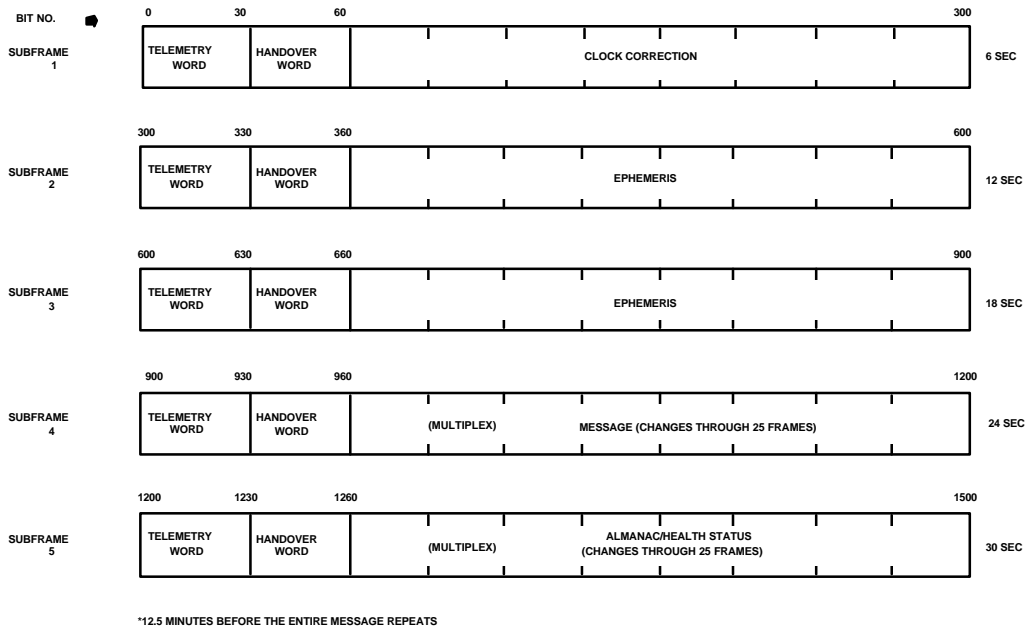 BIT NO. 0 30 60 300
SUBFRAME 1 TELEMETRY WORD HANDOVER WORD CLOCK CORRECTION 6 SEC
300 330 360 600
SUBFRAME 2 TELEMETRY WORD HANDOVER WORD EPHEMERIS 12 SEC
600 630 660 900
SUBFRAME 3 TELEMETRY WORD HANDOVER WORD EPHEMERIS 18 SEC
900 930 960 1200
SUBFRAME 4 TELEMETRY WORD HANDOVER WORD (MULTIPLEX) MESSAGE (CHANGES THROUGH 25 FRAMES) 24 SEC
1200 1230 1260 1500
SUBFRAME 5 TELEMETRY WORD HANDOVER WORD (MULTIPLEX) ALMANAC/HEALTH STATUS (CHANGES THROUGH 25 FRAMES) 30 SEC
*12.5 MINUTES BEFORE THE ENTIRE MESSAGE REPEATS